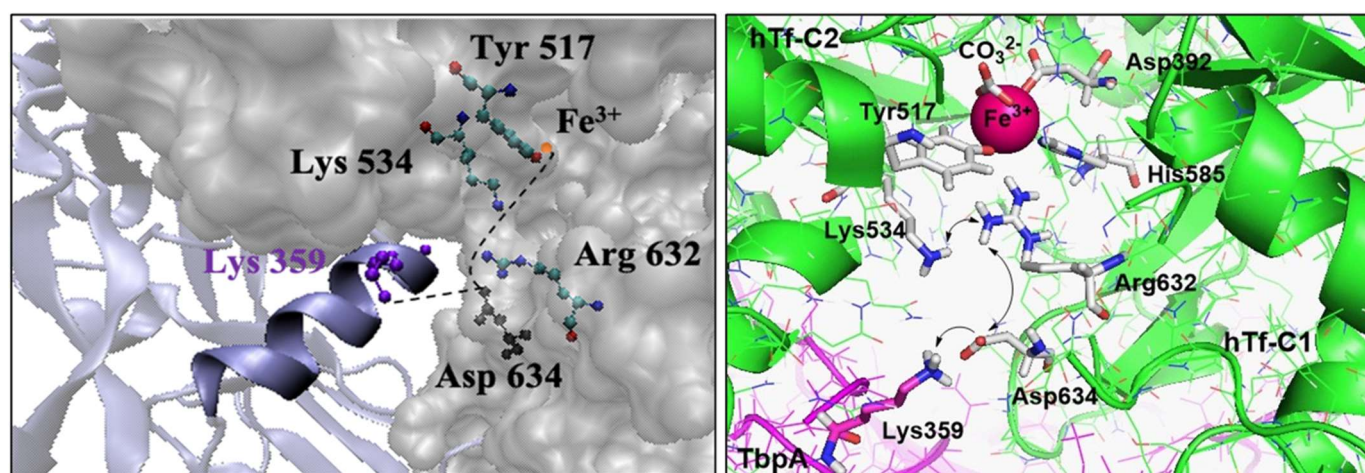 Tyr 517
Fe³⁺
Lys 534
Lys 359
Arg 632
Asp 634
hTf-C2
CO₃²⁻
Asp392
Tyr517
Fe³⁺
His585
Lys534
Arg632
hTf-C1
Asp634
Lys359
TbpA